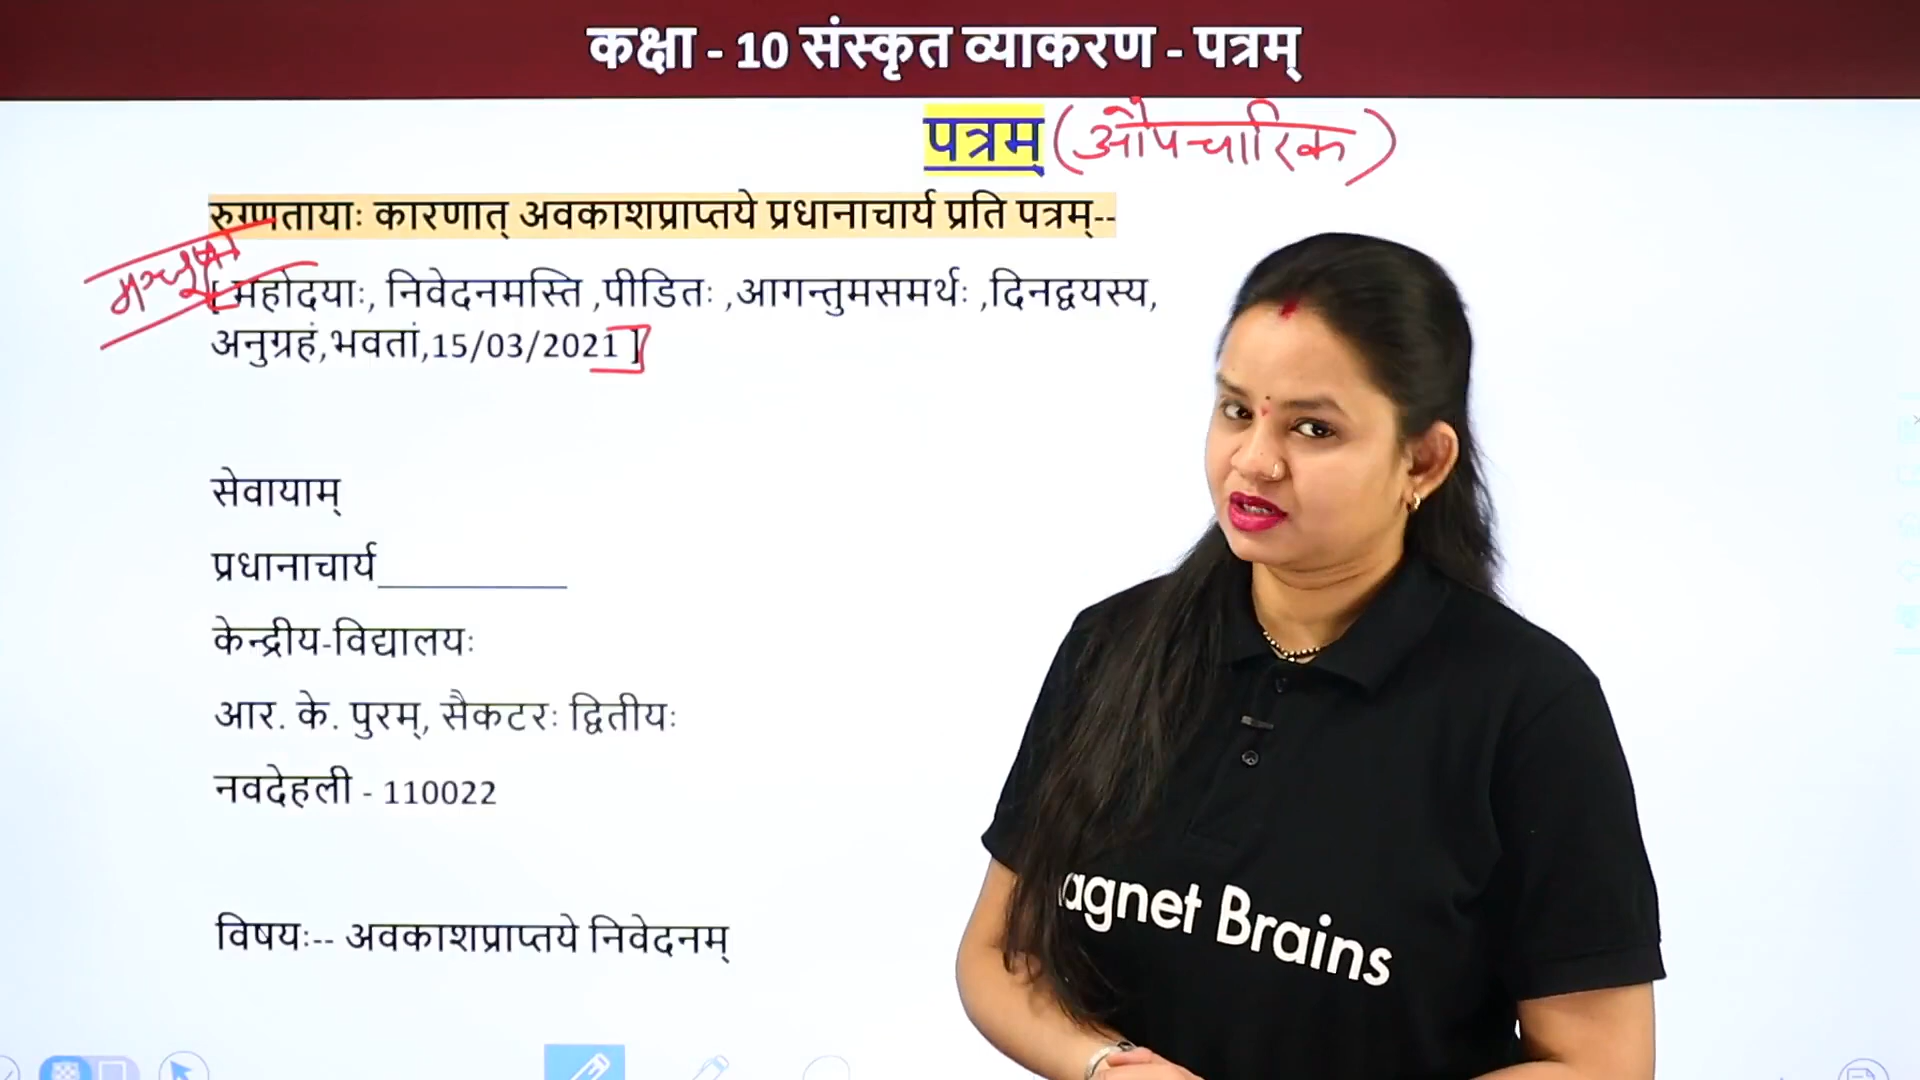 कक्षा - 10 संस्कृत व्याकरण - पत्रम्
पत्रम् (औपचारिक)
रुग्णतायाः कारणात् अवकाशप्राप्तये प्रधानाचार्य प्रति पत्रम्--
मञ्जूषा
[ महोदयाः, निवेदनमस्ति ,पीडितः ,आगन्तुमसमर्थः ,दिनद्वयस्य,
अनुग्रहं,भवतां,15/03/2021 ]
सेवायाम्
प्रधानाचार्य__________
केन्द्रीय-विद्यालयः
आर. के. पुरम्, सैकटरः द्वितीयः
नवदेहली - 110022
विषयः-- अवकाशप्राप्तये निवेदनम्
agnet Brains